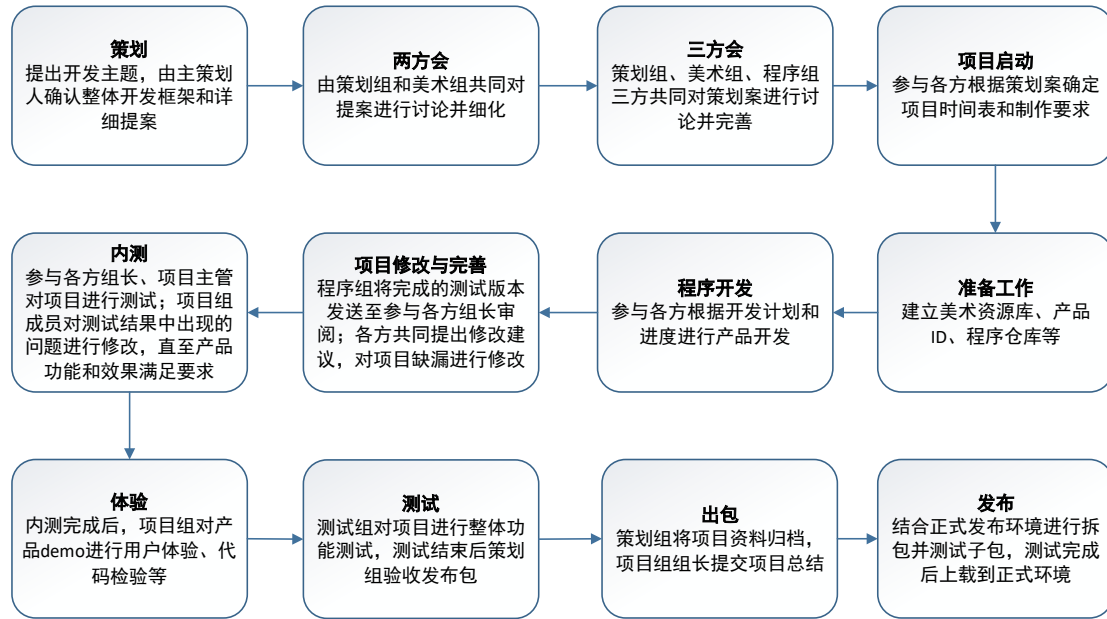 策划
提出开发主题，由主策划
人确认整体开发框架和详
细提案
两方会
由策划组和美术组共同对
提案进行讨论并细化
三方会
策划组、美术组、程序组
三方共同对策划案进行讨
论并完善
项目启动
参与各方根据策划案确定
项目时间表和制作要求
准备工作
建立美术资源库、产品
ID、程序仓库等
程序开发
参与各方根据开发计划和
进度进行产品开发
项目修改与完善
程序组将完成的测试版本
发送至参与各方组长审
阅；各方共同提出修改建
议，对项目缺漏进行修改
内测
参与各方组长、项目主管
对项目进行测试；项目组
成员对测试结果中出现的
问题进行修改，直至产品
功能和效果满足要求
体验
内测完成后，项目组对产
品demo进行用户体验、代
码检验等
测试
测试组对项目进行整体功
能测试，测试结束后策划
组验收发布包
出包
策划组将项目资料归档，
项目组组长提交项目总结
发布
结合正式发布环境进行拆
包并测试子包，测试完成
后上载到正式环境